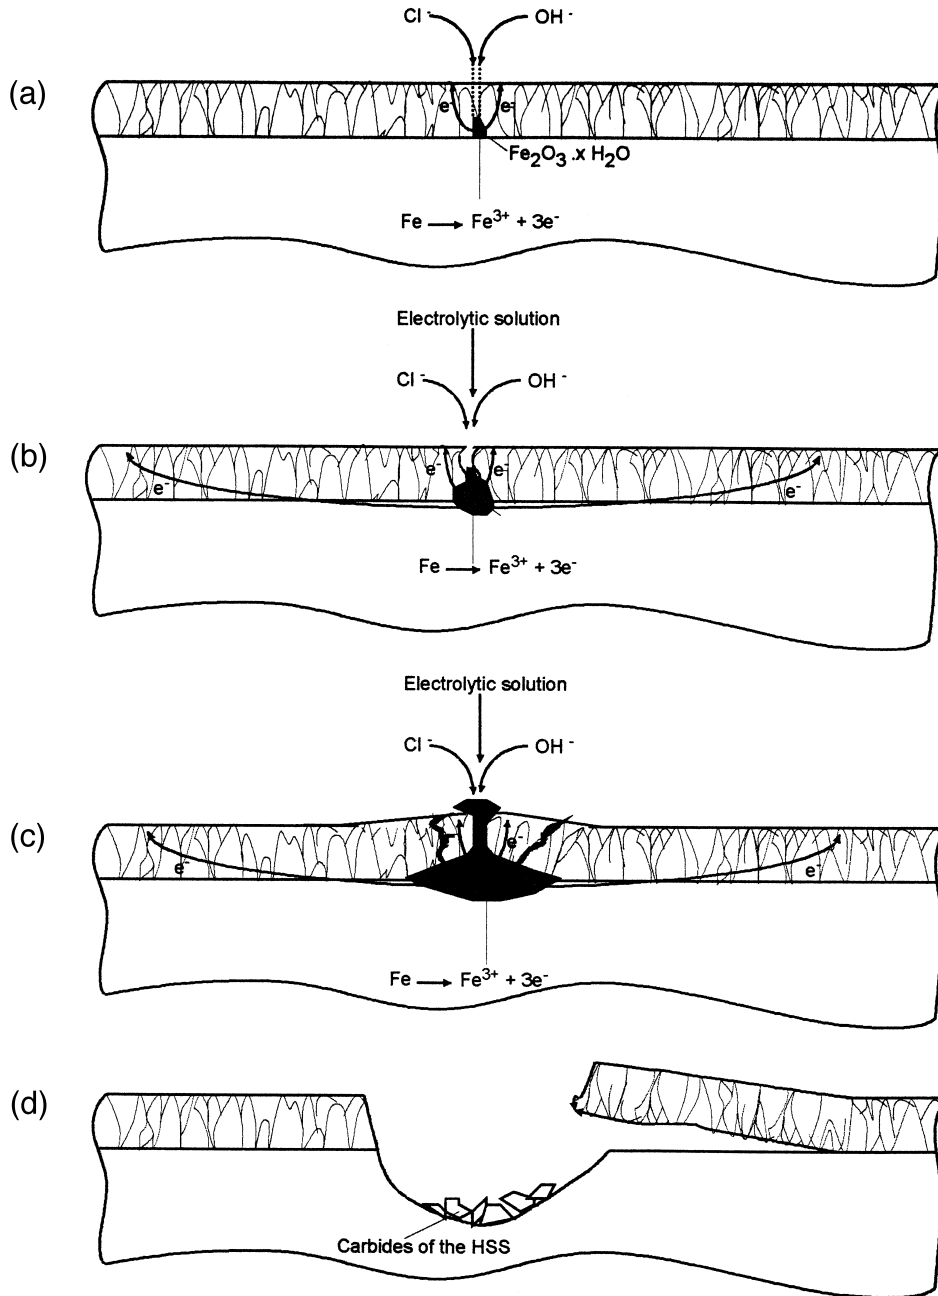 Cl⁻ OH⁻
(a)
e⁻ e⁻
Fe₂O₃ .x H₂O
Fe → Fe³⁺ + 3e⁻
Electrolytic solution
Cl⁻ OH⁻
(b)
e⁻ e⁻
e⁻ e⁻
Fe → Fe³⁺ + 3e⁻
Electrolytic solution
Cl⁻ OH⁻
(c)
e⁻
e⁻ e⁻
Fe → Fe³⁺ + 3e⁻
(d)
Carbides of the HSS